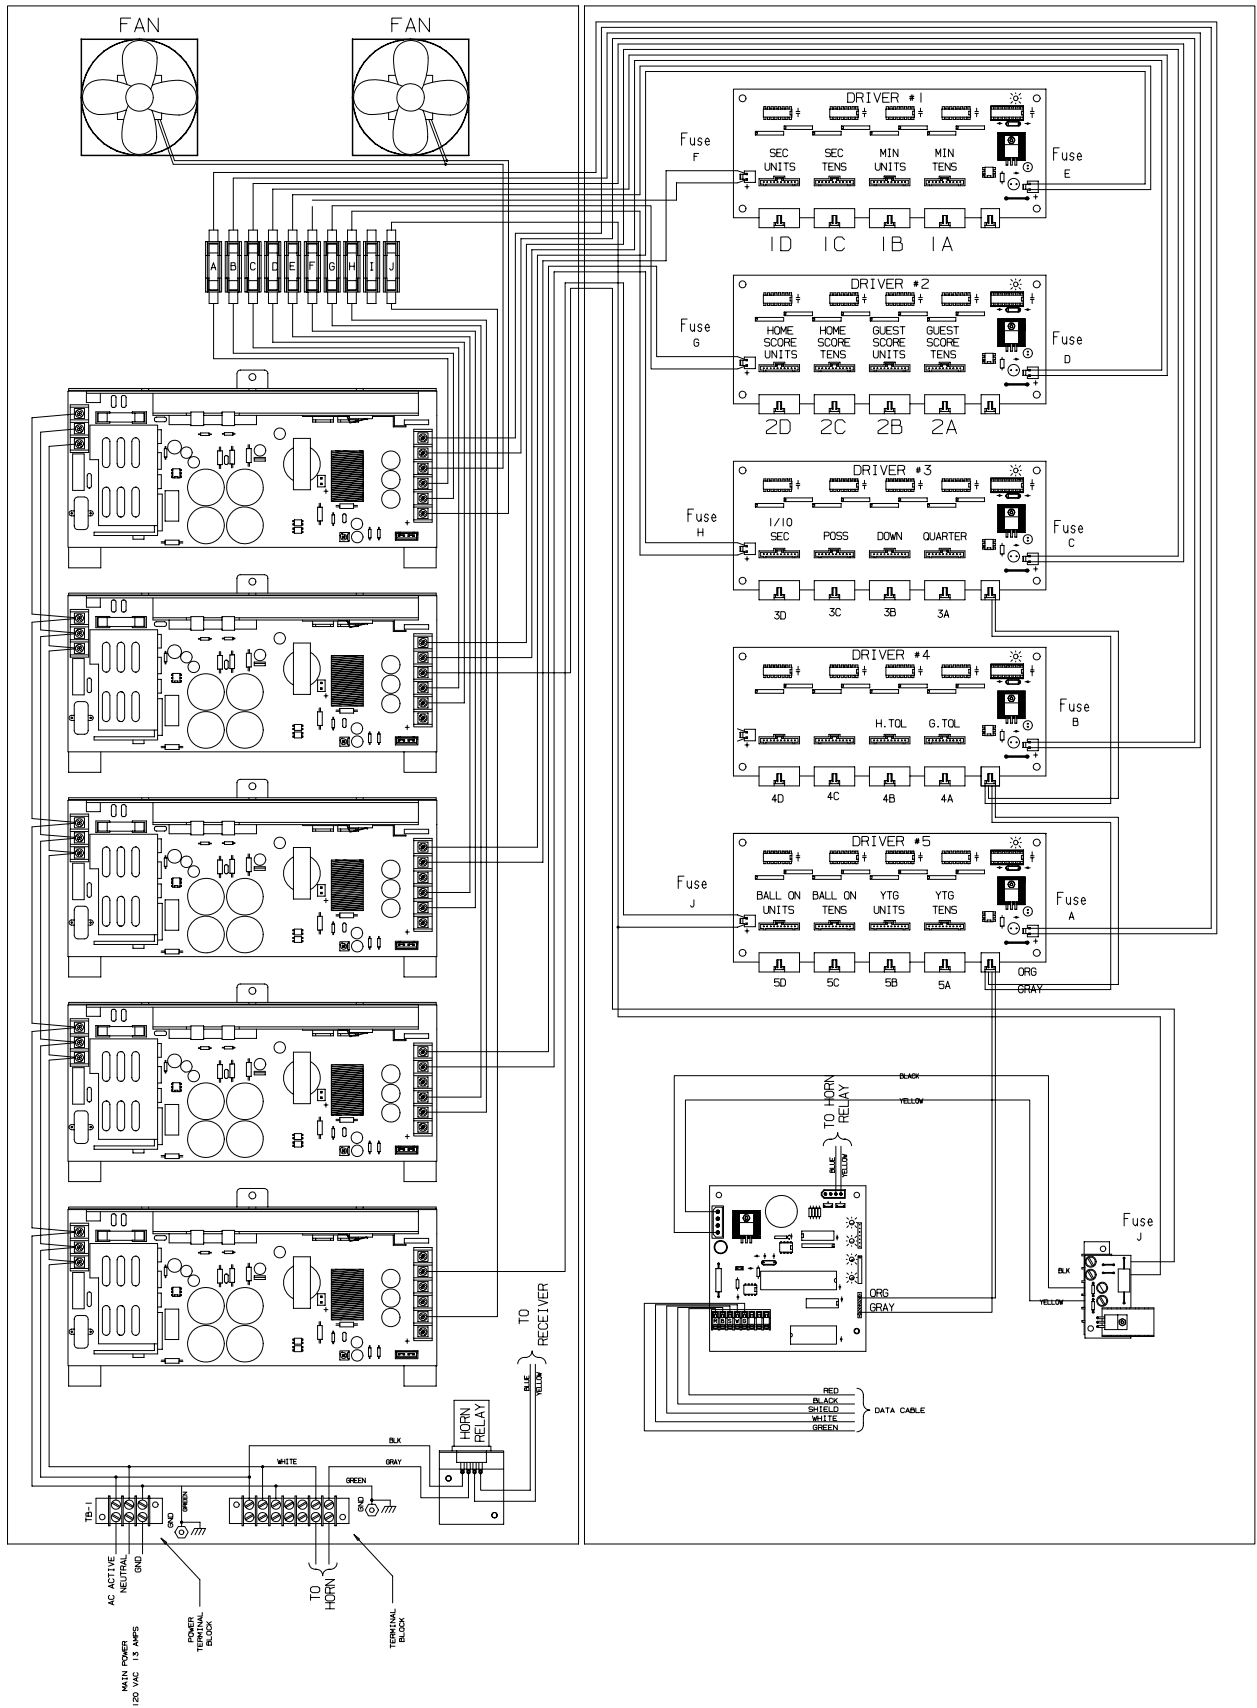 FAN
FAN
A B C D E F G H I J
DRIVER #1
Fuse
F
SEC
UNITS
SEC
TENS
MIN
UNITS
MIN
TENS
Fuse
E
1D 1C 1B 1A
DRIVER #2
Fuse
G
HOME
SCORE
UNITS
HOME
SCORE
TENS
GUEST
SCORE
UNITS
GUEST
SCORE
TENS
Fuse
D
2D 2C 2B 2A
DRIVER #3
Fuse
H
1/10
SEC
POSS
DOWN
QUARTER
Fuse
C
3D 3C 3B 3A
DRIVER #4
H.TOL
G.TOL
Fuse
B
4D 4C 4B 4A
DRIVER #5
Fuse
J
BALL ON
UNITS
BALL ON
TENS
YTG
UNITS
YTG
TENS
Fuse
A
5D 5C 5B 5A
ORG
GRAY
BLACK
YELLOW
TO HORN
RELAY
BLUE
YELLOW
Fuse
J
BLK
YELLOW
ORG
GRAY
RED
BLACK
SHIELD
WHITE
GREEN
DATA CABLE
TO
RECEIVER
BLUE
YELLOW
HORN
RELAY
BLK
WHITE
GRAY
GREEN
TB-1
GREEN
GND
GND
AC ACTIVE
NEUTRAL
GND
TO
HORN
POWER
TERMINAL
BLOCK
TERMINAL
BLOCK
MAIN POWER
120 VAC 13 AMPS